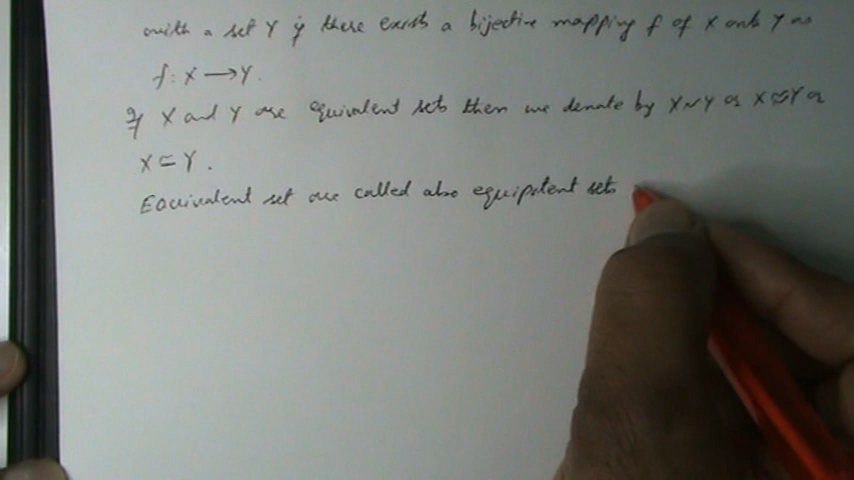 with a set Y if there exists a bijective mapping f of X onto Y as
f: X → Y.
If X and Y are equivalent sets then we denate by X~Y or X≈Y or
X=Y.
Equivalent set are called also equipotent sets